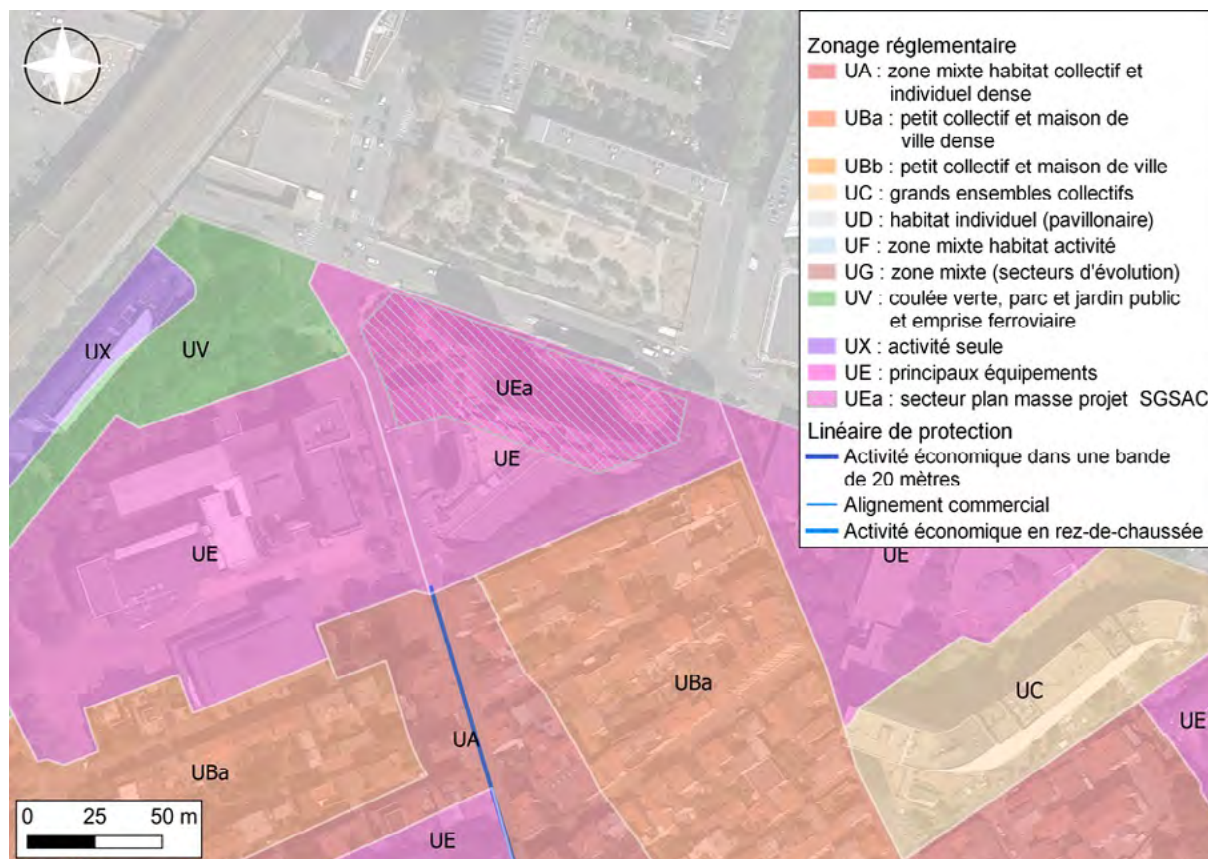 Zonage réglementaire
UA : zone mixte habitat collectif et
individuel dense
UBa : petit collectif et maison de
ville dense
UBb : petit collectif et maison de ville
UC : grands ensembles collectifs
UD : habitat individuel (pavillonaire)
UF : zone mixte habitat activité
UG : zone mixte (secteurs d'évolution)
UV : coulée verte, parc et jardin public
et emprise ferroviaire
UX : activité seule
UE : principaux équipements
UEa : secteur plan masse projet SGSAC
Linéaire de protection
Activité économique dans une bande
de 20 mètres
Alignement commercial
Activité économique en rez-de-chaussée
UX
UV
UEa
UE
UE
UE
UBa
UC
UE
UA
UBa
UE
0 25 50 m